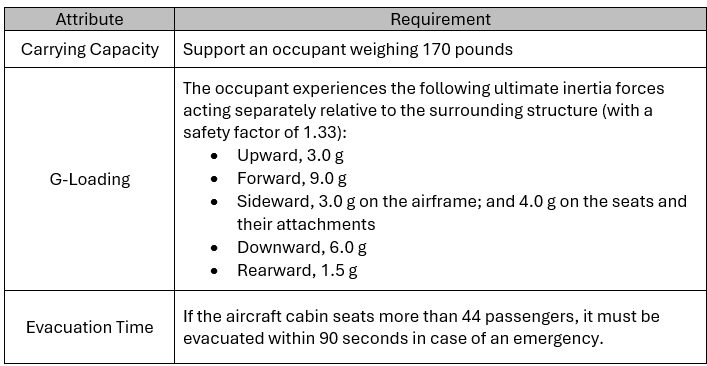 Attribute
Requirement
Carrying Capacity
Support an occupant weighing 170 pounds
G-Loading
The occupant experiences the following ultimate inertia forces
acting separately relative to the surrounding structure (with a
safety factor of 1.33):
• Upward, 3.0 g
• Forward, 9.0 g
• Sideward, 3.0 g on the airframe; and 4.0 g on the seats and
their attachments
• Downward, 6.0 g
• Rearward, 1.5 g
Evacuation Time
If the aircraft cabin seats more than 44 passengers, it must be
evacuated within 90 seconds in case of an emergency.